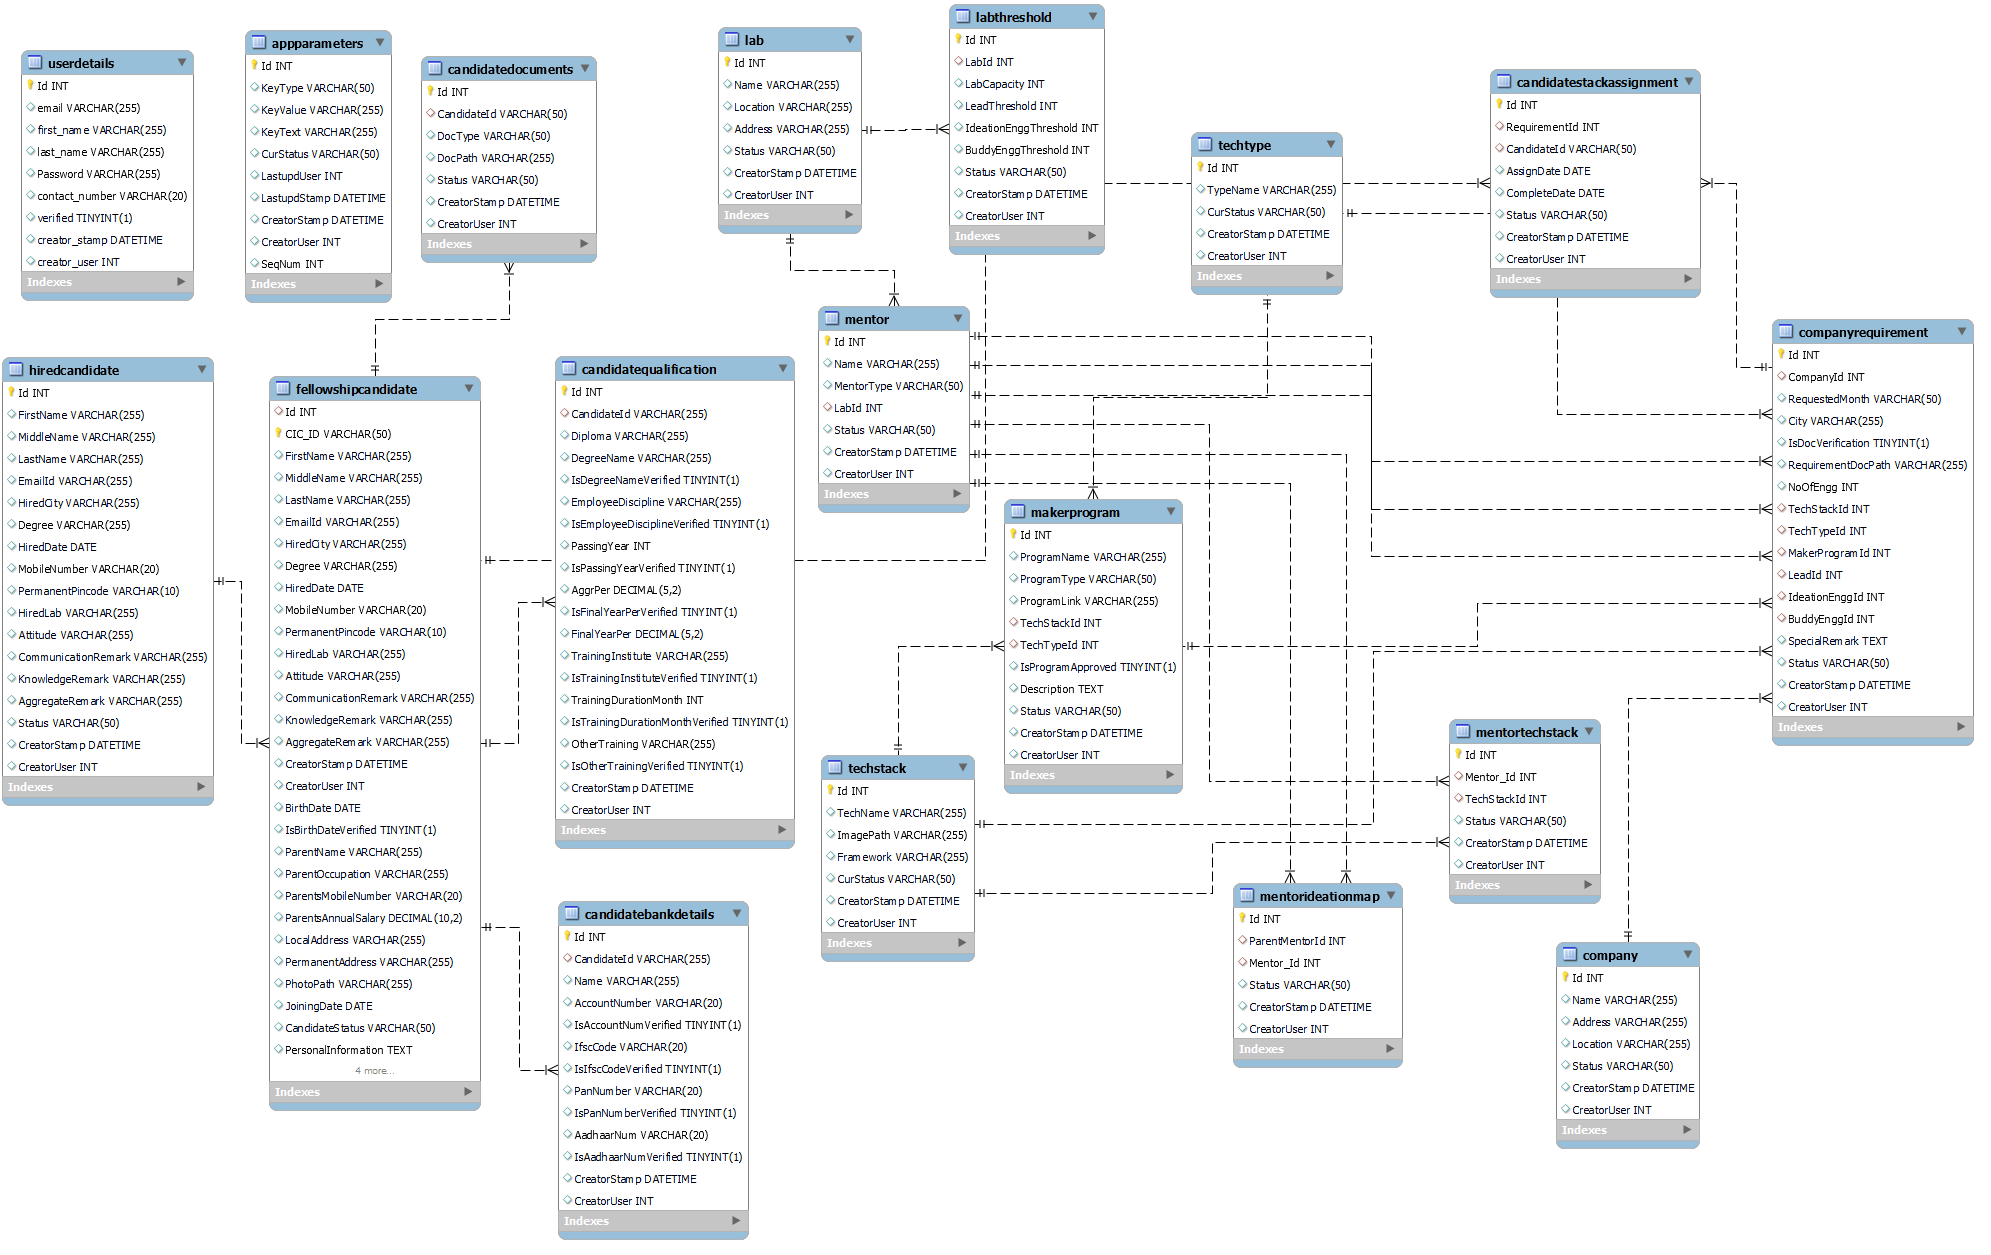 userdetails
Id INT
email VARCHAR(255)
first_name VARCHAR(255)
last_name VARCHAR(255)
Password VARCHAR(255)
contact_number VARCHAR(20)
verified TINYINT(1)
creator_stamp DATETIME
creator_user INT
Indexes
appparameters
Id INT
KeyType VARCHAR(50)
KeyValue VARCHAR(255)
KeyText VARCHAR(255)
CurStatus VARCHAR(50)
LastupdUser INT
LastupdStamp DATETIME
CreatorStamp DATETIME
CreatorUser INT
SeqNum INT
Indexes
candidatedocuments
Id INT
CandidateId VARCHAR(50)
DocType VARCHAR(50)
DocPath VARCHAR(255)
Status VARCHAR(50)
CreatorStamp DATETIME
CreatorUser INT
Indexes
lab
Id INT
Name VARCHAR(255)
Location VARCHAR(255)
Address VARCHAR(255)
Status VARCHAR(50)
CreatorStamp DATETIME
CreatorUser INT
Indexes
labthreshold
Id INT
LabId INT
LabCapacity INT
LeadThreshold INT
IdeationEnggThreshold INT
BuddyEnggThreshold INT
Status VARCHAR(50)
CreatorStamp DATETIME
CreatorUser INT
Indexes
techtype
Id INT
TypeName VARCHAR(255)
CurStatus VARCHAR(50)
CreatorStamp DATETIME
CreatorUser INT
Indexes
candidatestackassignment
Id INT
RequirementId INT
CandidateId VARCHAR(50)
AssignDate DATE
CompleteDate DATE
Status VARCHAR(50)
CreatorStamp DATETIME
CreatorUser INT
Indexes
hiredcandidate
Id INT
FirstName VARCHAR(255)
MiddleName VARCHAR(255)
LastName VARCHAR(255)
EmailId VARCHAR(255)
HiredCity VARCHAR(255)
Degree VARCHAR(255)
HiredDate DATE
MobileNumber VARCHAR(20)
PermanentPincode VARCHAR(10)
HiredLab VARCHAR(255)
Attitude VARCHAR(255)
CommunicationRemark VARCHAR(255)
KnowledgeRemark VARCHAR(255)
AggregateRemark VARCHAR(255)
Status VARCHAR(50)
CreatorStamp DATETIME
CreatorUser INT
Indexes
fellowshipcandidate
Id INT
CIC_ID VARCHAR(50)
FirstName VARCHAR(255)
MiddleName VARCHAR(255)
LastName VARCHAR(255)
EmailId VARCHAR(255)
HiredCity VARCHAR(255)
Degree VARCHAR(255)
HiredDate DATE
MobileNumber VARCHAR(20)
PermanentPincode VARCHAR(10)
HiredLab VARCHAR(255)
Attitude VARCHAR(255)
CommunicationRemark VARCHAR(255)
KnowledgeRemark VARCHAR(255)
AggregateRemark VARCHAR(255)
CreatorStamp DATETIME
CreatorUser INT
BirthDate DATE
IsBirthDateVerified TINYINT(1)
ParentName VARCHAR(255)
ParentOccupation VARCHAR(255)
ParentsMobileNumber VARCHAR(20)
ParentsAnnualSalary DECIMAL(10,2)
LocalAddress VARCHAR(255)
PermanentAddress VARCHAR(255)
PhotoPath VARCHAR(255)
JoiningDate DATE
CandidateStatus VARCHAR(50)
PersonalInformation TEXT
4 more...
Indexes
candidatequalification
Id INT
CandidateId VARCHAR(255)
Diploma VARCHAR(255)
DegreeName VARCHAR(255)
IsDegreeNameVerified TINYINT(1)
EmployeeDiscipline VARCHAR(255)
IsEmployeeDisciplineVerified TINYINT(1)
PassingYear INT
IsPassingYearVerified TINYINT(1)
AggrPer DECIMAL(5,2)
IsFinalYearPerVerified TINYINT(1)
FinalYearPer DECIMAL(5,2)
TrainingInstitute VARCHAR(255)
IsTrainingInstituteVerified TINYINT(1)
TrainingDurationMonth INT
IsTrainingDurationMonthVerified TINYINT(1)
OtherTraining VARCHAR(255)
IsOtherTrainingVerified TINYINT(1)
CreatorStamp DATETIME
CreatorUser INT
Indexes
mentor
Id INT
Name VARCHAR(255)
MentorType VARCHAR(50)
LabId INT
Status VARCHAR(50)
CreatorStamp DATETIME
CreatorUser INT
Indexes
makerprogram
Id INT
ProgramName VARCHAR(255)
ProgramType VARCHAR(50)
ProgramLink VARCHAR(255)
TechStackId INT
TechTypeId INT
IsProgramApproved TINYINT(1)
Description TEXT
Status VARCHAR(50)
CreatorStamp DATETIME
CreatorUser INT
Indexes
companyrequirement
Id INT
CompanyId INT
RequestedMonth VARCHAR(50)
City VARCHAR(255)
IsDocVerification TINYINT(1)
RequirementDocPath VARCHAR(255)
NoOfEngg INT
TechStackId INT
TechTypeId INT
MakerProgramId INT
LeadId INT
IdeationEnggId INT
BuddyEnggId INT
SpecialRemark TEXT
Status VARCHAR(50)
CreatorStamp DATETIME
CreatorUser INT
Indexes
techstack
Id INT
TechName VARCHAR(255)
ImagePath VARCHAR(255)
Framework VARCHAR(255)
CurStatus VARCHAR(50)
CreatorStamp DATETIME
CreatorUser INT
Indexes
mentortechstack
Id INT
Mentor_Id INT
TechStackId INT
Status VARCHAR(50)
CreatorStamp DATETIME
CreatorUser INT
Indexes
candidatebankdetails
Id INT
CandidateId VARCHAR(255)
Name VARCHAR(255)
AccountNumber VARCHAR(20)
IsAccountNumVerified TINYINT(1)
IfscCode VARCHAR(20)
IsIfscCodeVerified TINYINT(1)
PanNumber VARCHAR(20)
IsPanNumberVerified TINYINT(1)
AadhaarNum VARCHAR(20)
IsAadhaarNumVerified TINYINT(1)
CreatorStamp DATETIME
CreatorUser INT
Indexes
mentorideationmap
Id INT
ParentMentorId INT
Mentor_Id INT
Status VARCHAR(50)
CreatorStamp DATETIME
CreatorUser INT
Indexes
company
Id INT
Name VARCHAR(255)
Address VARCHAR(255)
Location VARCHAR(255)
Status VARCHAR(50)
CreatorStamp DATETIME
CreatorUser INT
Indexes